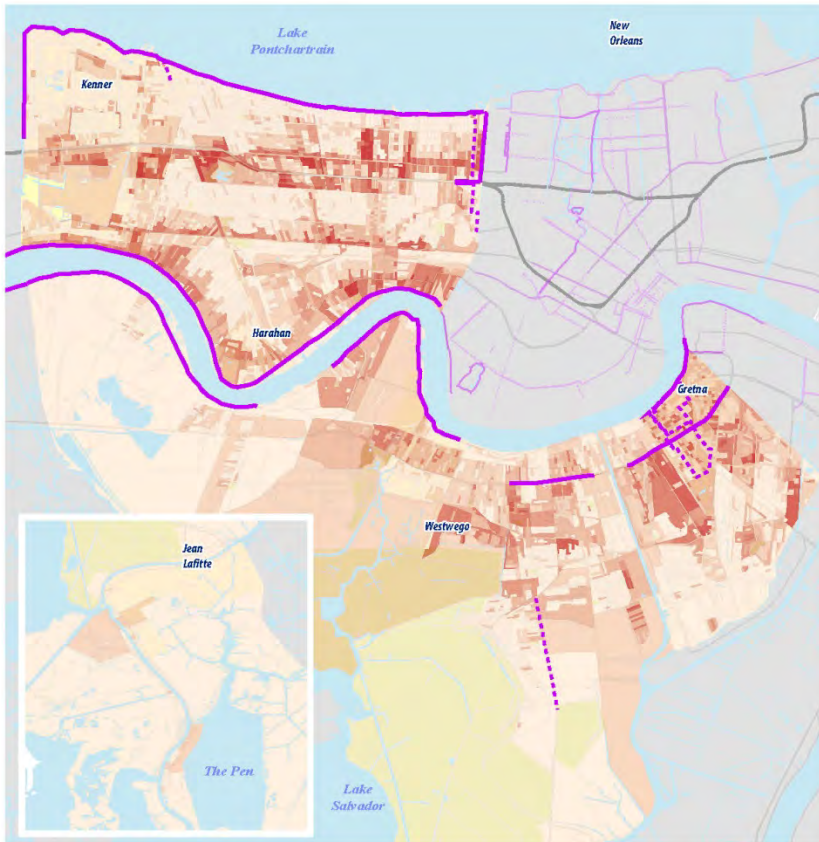 Lake
Pontchartrain
New
Orleans
Kenner
Harahan
Gretna
Westwego
Jean
Lafitte
The Pen
Lake
Salvador